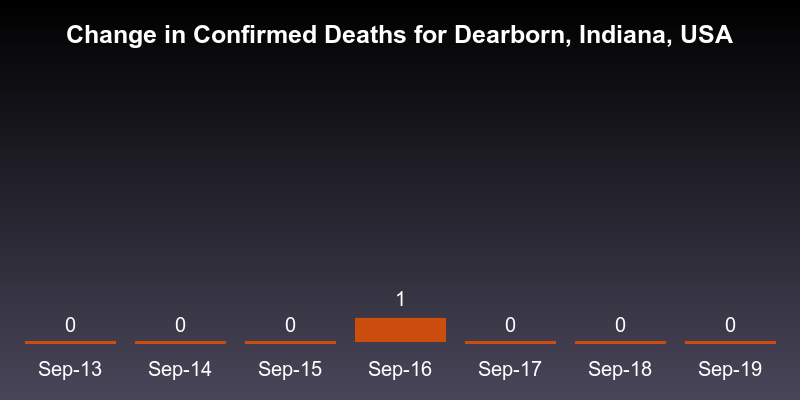 Change in Confirmed Deaths for Dearborn, Indiana, USA
0 0 0 1 0 0 0
Sep-13 Sep-14 Sep-15 Sep-16 Sep-17 Sep-18 Sep-19